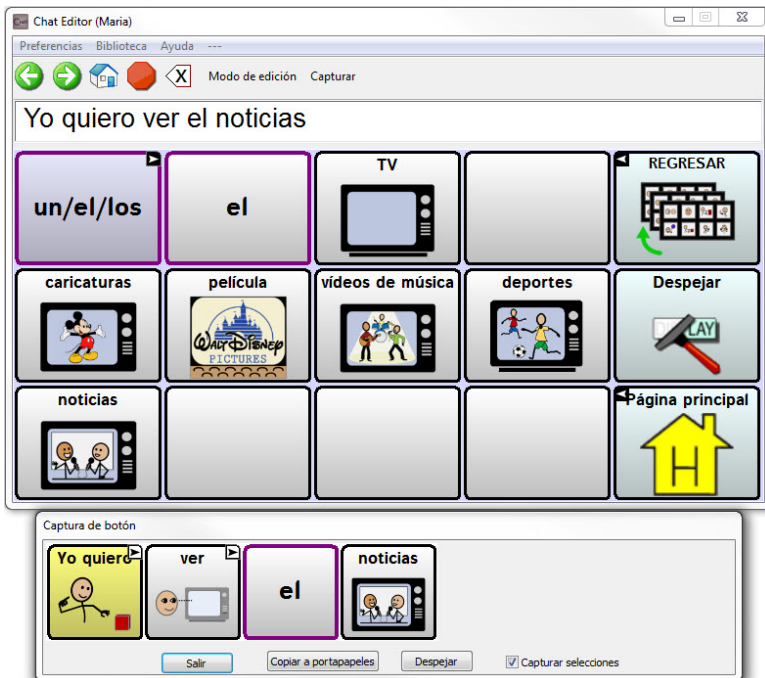 Chat Editor (Maria)
Preferencias Biblioteca Ayuda ---
X Modo de edición Capturar
Yo quiero ver el noticias
un/el/los el TV REGRESAR
caricaturas película vídeos de música deportes Despejar
WALT DISNEY
PICTURES
LAY
noticias Página principal
H
Captura de botón
Yo quiero ver el noticias
Salir Copiar a portapapeles Despejar Capturar selecciones